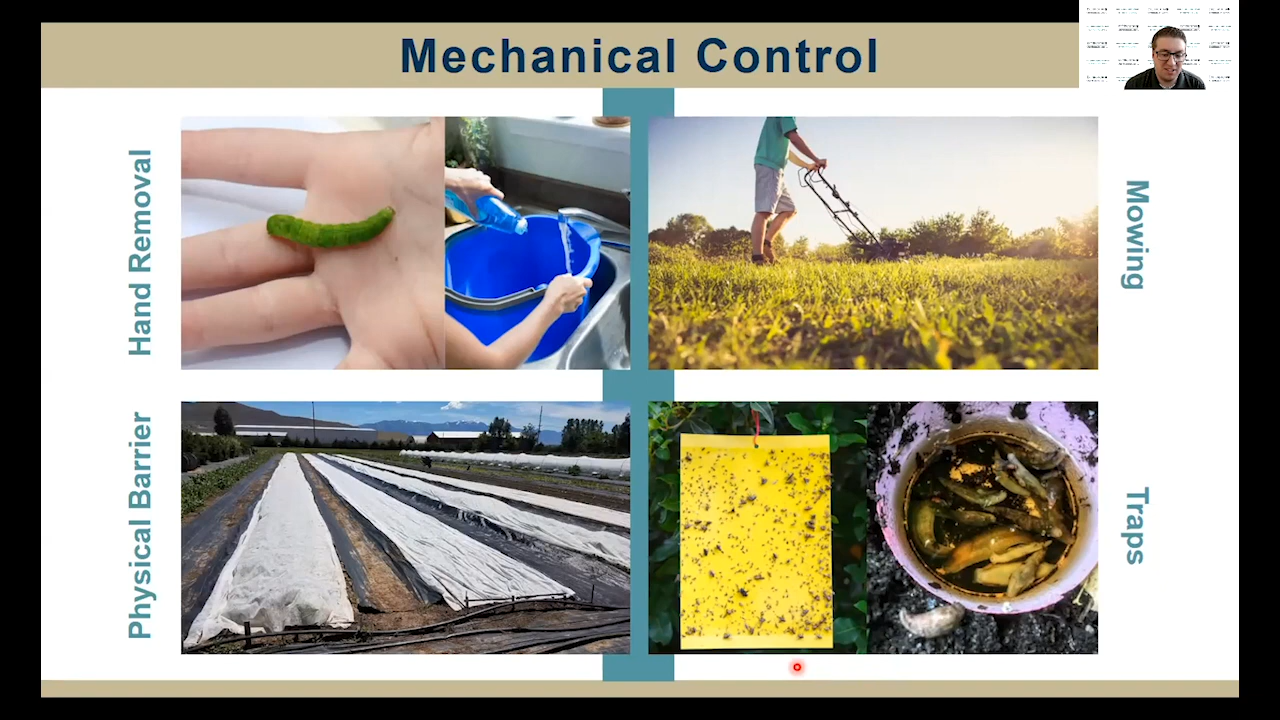 Mechanical Control
Hand Removal
Mowing
Physical Barrier
Traps